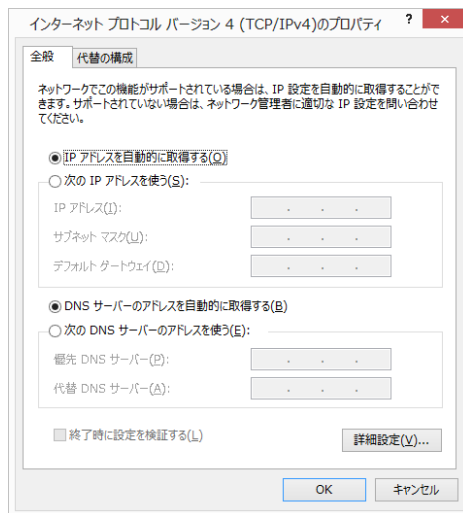 インターネット プロトコル バージョン 4 (TCP/IPv4)のプロパティ ? ×
全般 代替の構成
ネットワークでこの機能がサポートされている場合は、IP 設定を自動的に取得することがで
きます。サポートされていない場合は、ネットワーク管理者に適切な IP 設定を問い合わせ
てください。
IP アドレスを自動的に取得する(O)
次の IP アドレスを使う(S):
IP アドレス(I):
サブネット マスク(U):
デフォルト ゲートウェイ(D):
DNS サーバーのアドレスを自動的に取得する(B)
次の DNS サーバーのアドレスを使う(E):
優先 DNS サーバー(P):
代替 DNS サーバー(A):
終了時に設定を検証する(L)
詳細設定(V)...
OK キャンセル